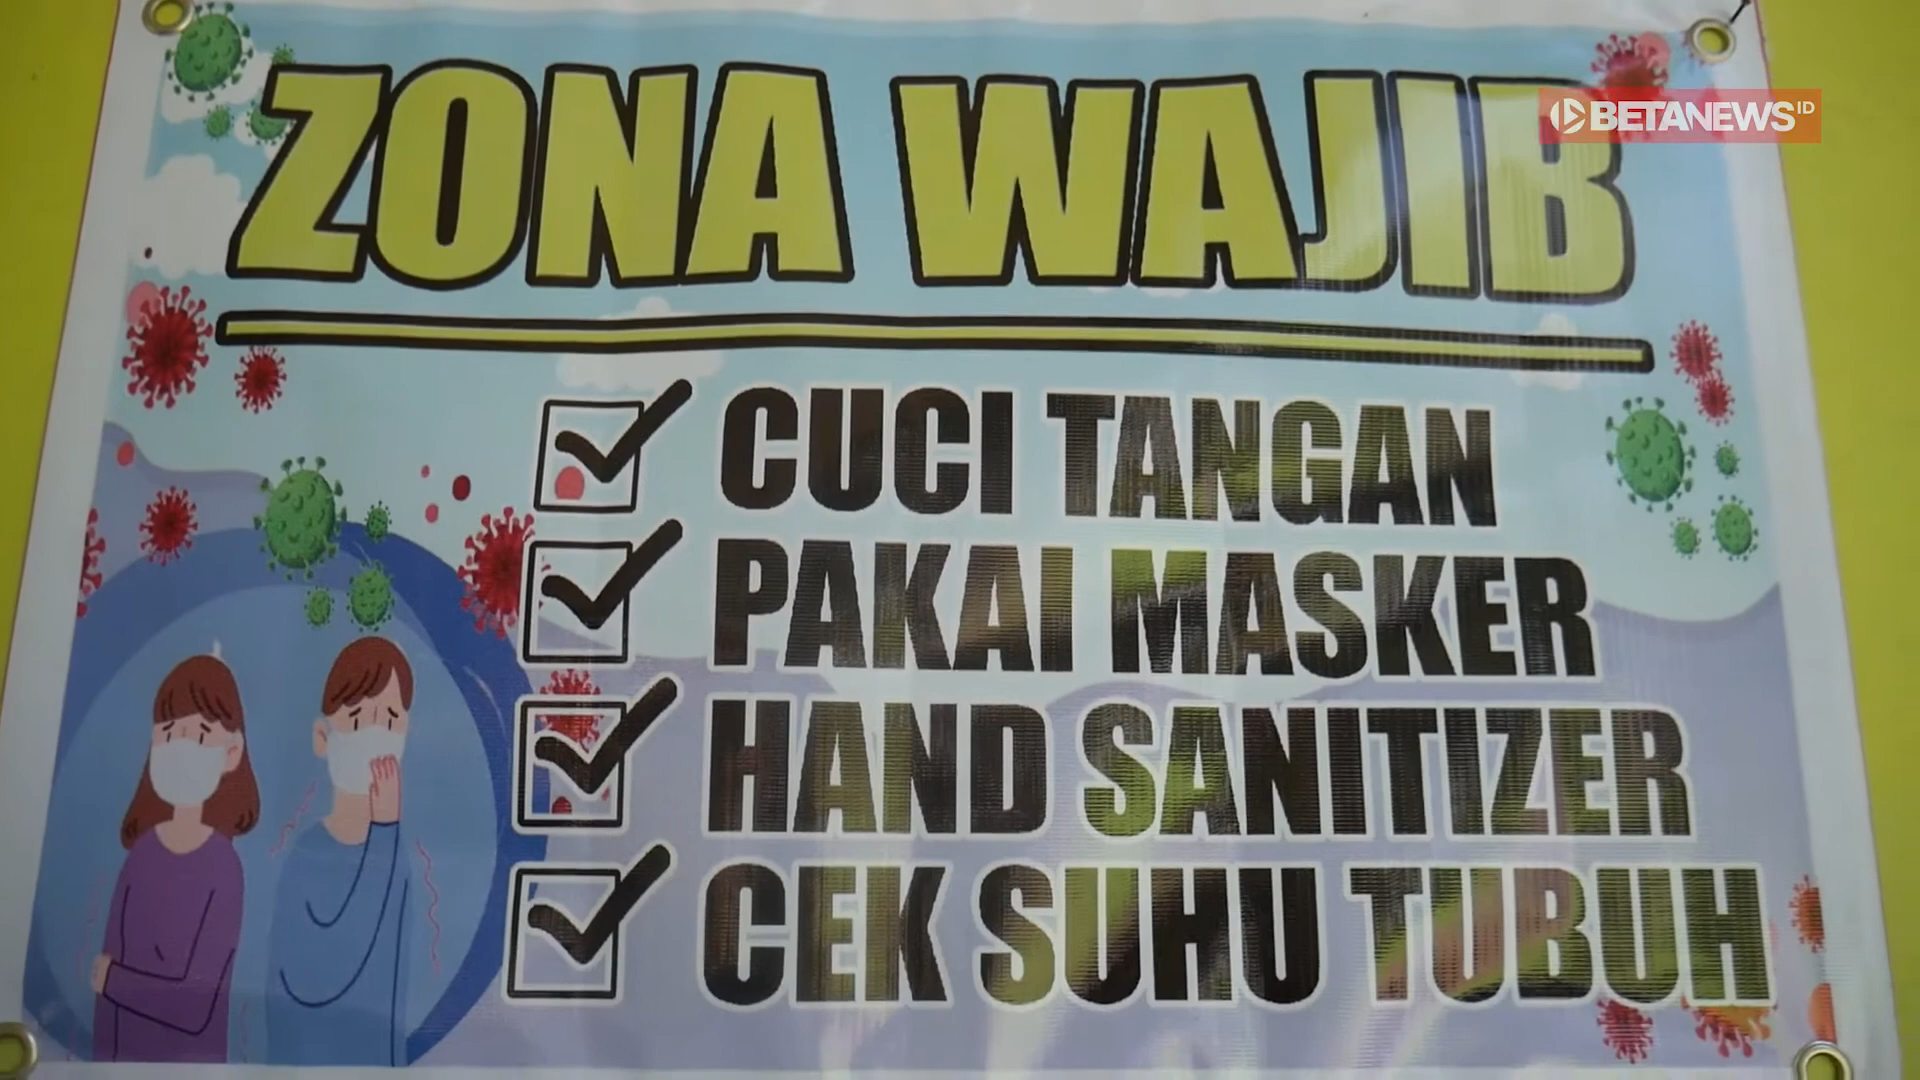 ZONA WAJIB
BETANEWS ID
CUCI TANGAN
PAKAI MASKER
HAND SANITIZER
CEK SUHU TUBUH